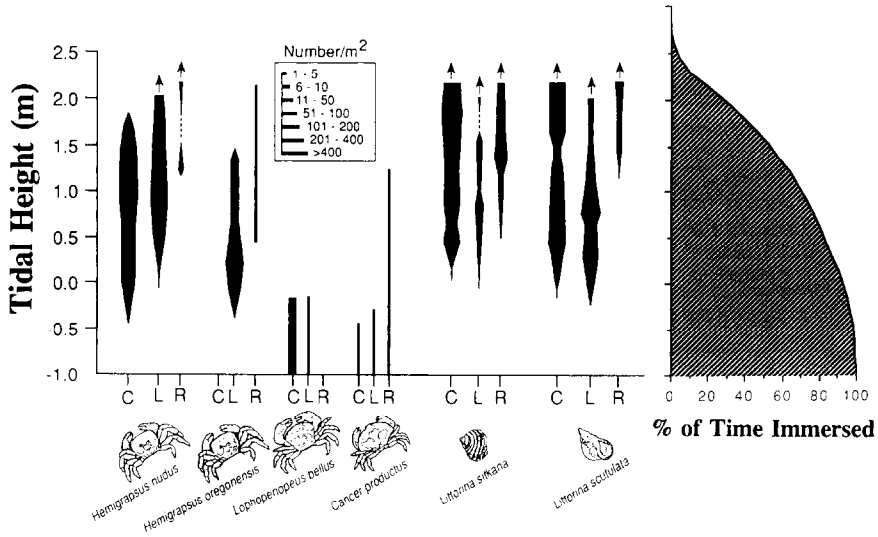 Number/m²
1 - 5
6 - 10
11 - 50
51 - 100
101 - 200
201 - 400
>400
Tidal Height (m)
2.5
2.0
1.5
1.0
0.5
0.0
-0.5
-1.0
C L R C L R C L R C L R C L R C L R
Hemigrapsus nudus
Hemigrapsus oregonensis
Lophopenopeus bellus
Cancer productus
Littorina sitkana
Littorina scutulata
0 20 40 60 80 100
% of Time Immersed